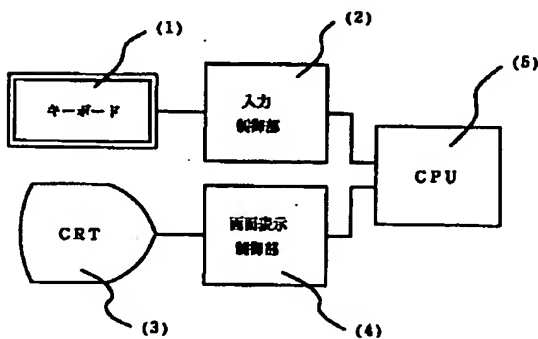 (1)
(2)
(5)
キーボード
入力
制御部
CPU
CRT
画面表示
制御部
(3)
(4)